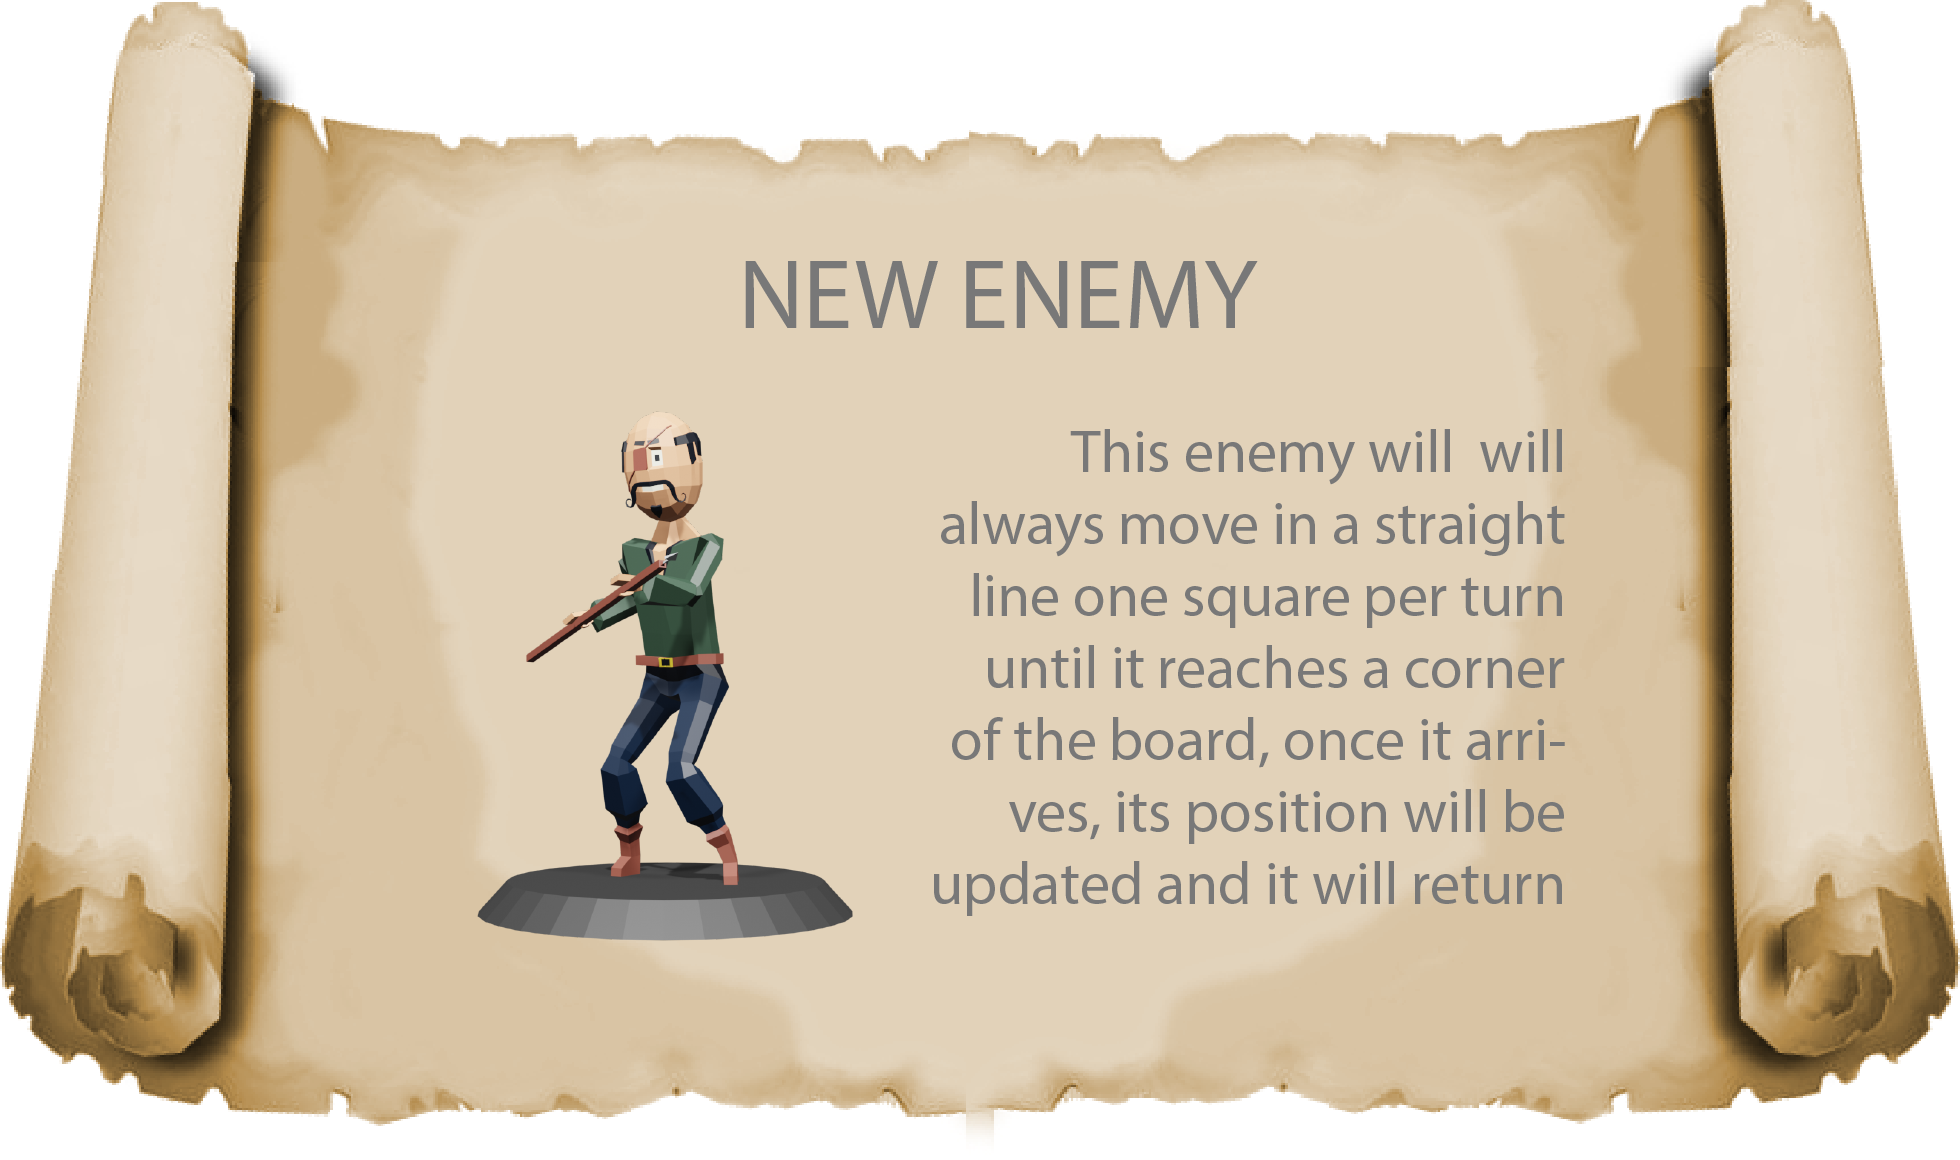 NEW ENEMY
This enemy will  will
always move in a straight
line one square per turn
until it reaches a corner
of the board, once it arri-
ves, its position will be
updated and it will return